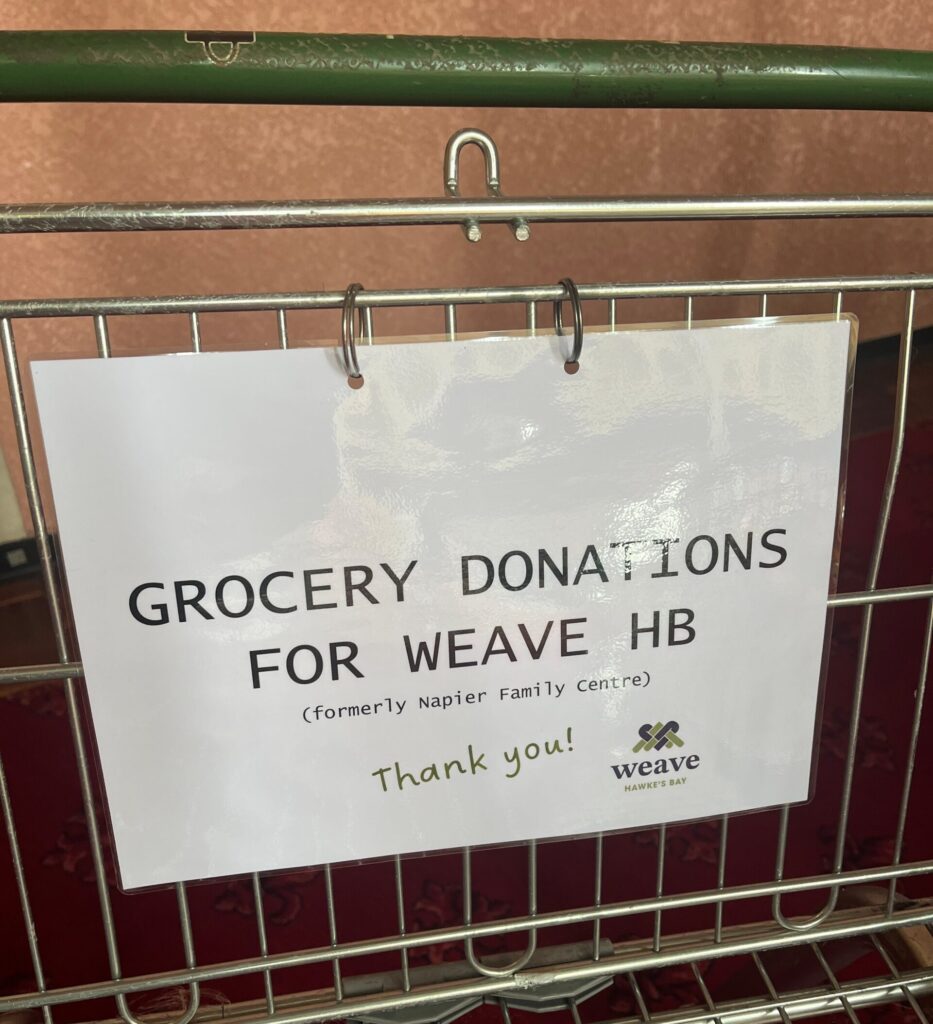 GROCERY DONATIONS
FOR WEAVE HB
(formerly Napier Family Centre)
Thank you!
weave
HAWKE'S BAY